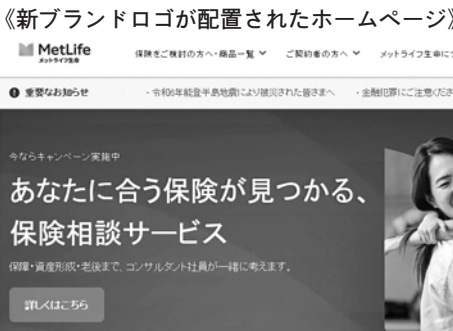 《新ブランドロゴが配置されたホームページ》
MetLife
メットライフ生命
保険をご検討の方へ・商品一覧
ご契約者の方へ
メットライフ生命に
重要なお知らせ
・令和6年能登半島地震により被災された皆さまへ
・金融犯罪にご注意くださ
今ならキャンペーン実施中
あなたに合う保険が見つかる、
保険相談サービス
保障・資産形成・老後まで、コンサルタント社員が一緒に考えます。
詳しくはこちら